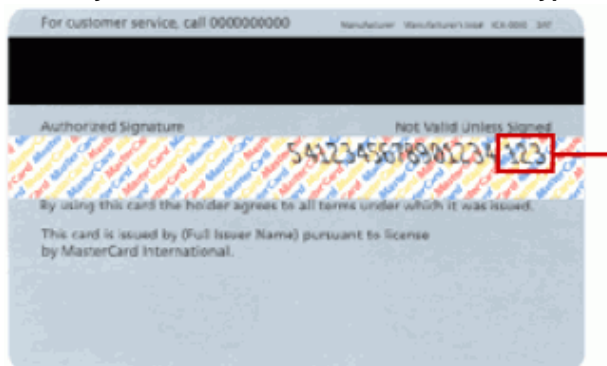 For customer service, call 0000000000 Manufacturer
Authorized Signature Not Valid Unless Signed
5412345678901234 123
By using this card the holder agrees to all terms under which it was issued.
This card is issued by (Full Issuer Name) pursuant to license
by MasterCard International.